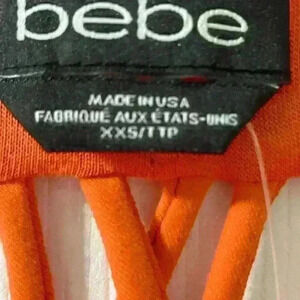 bebe
MADE IN USA
FABRIQUÉ AUX ÉTATS-UNIS
XXS/TTP